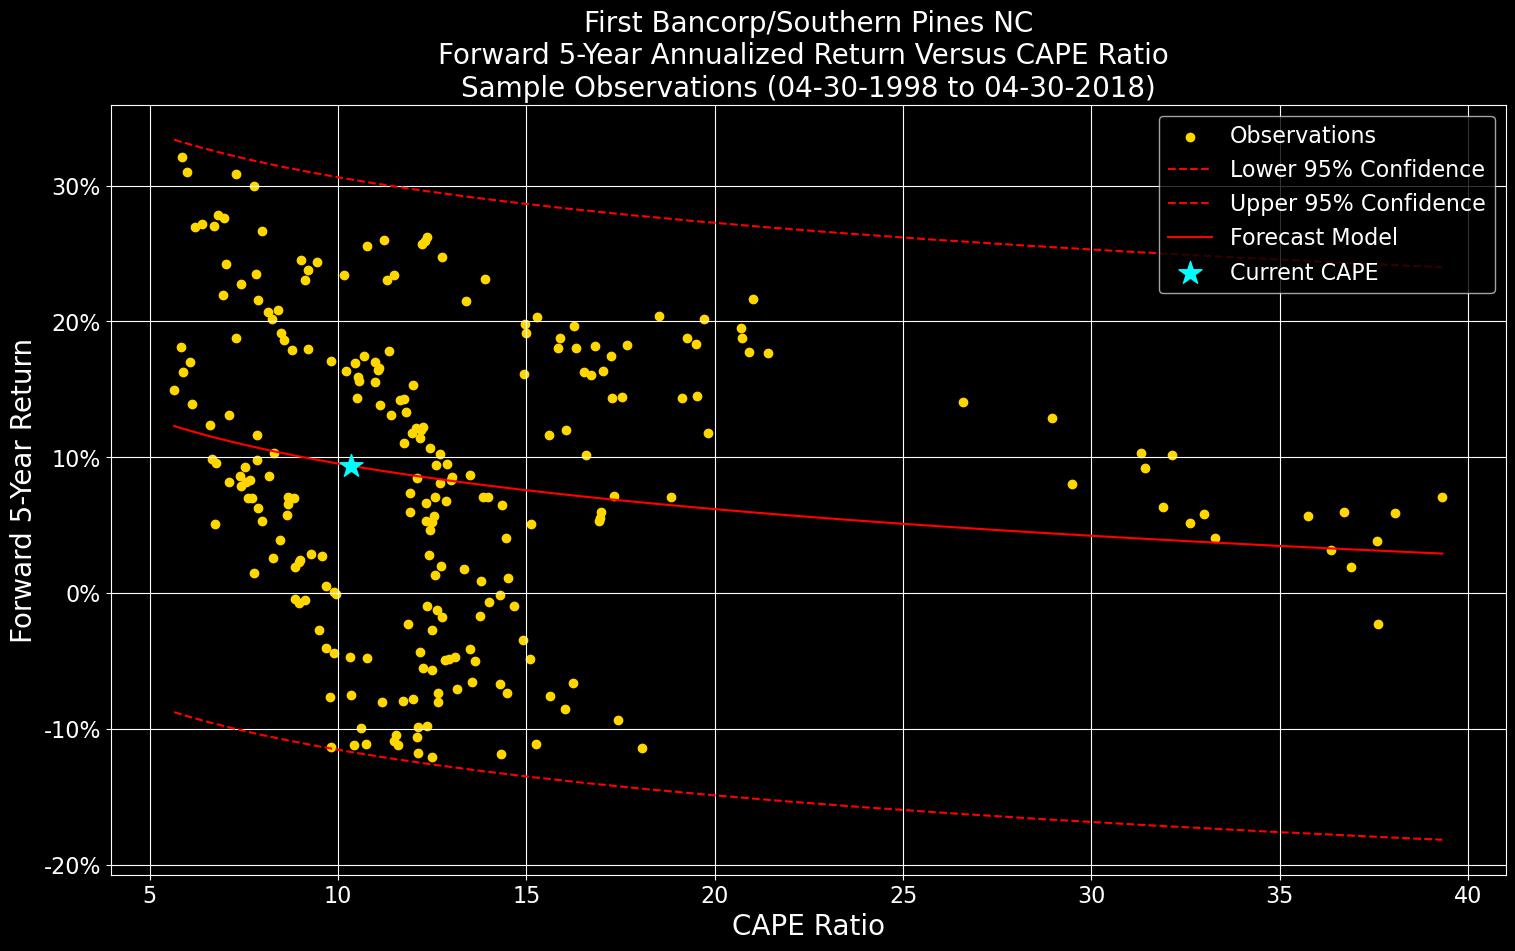 First Bancorp/Southern Pines NC
Forward 5-Year Annualized Return Versus CAPE Ratio
Sample Observations (04-30-1998 to 04-30-2018)
Observations
Lower 95% Confidence
Upper 95% Confidence
Forecast Model
Current CAPE
Forward 5-Year Return
30%
20%
10%
0%
-10%
-20%
5 10 15 20 25 30 35 40
CAPE Ratio